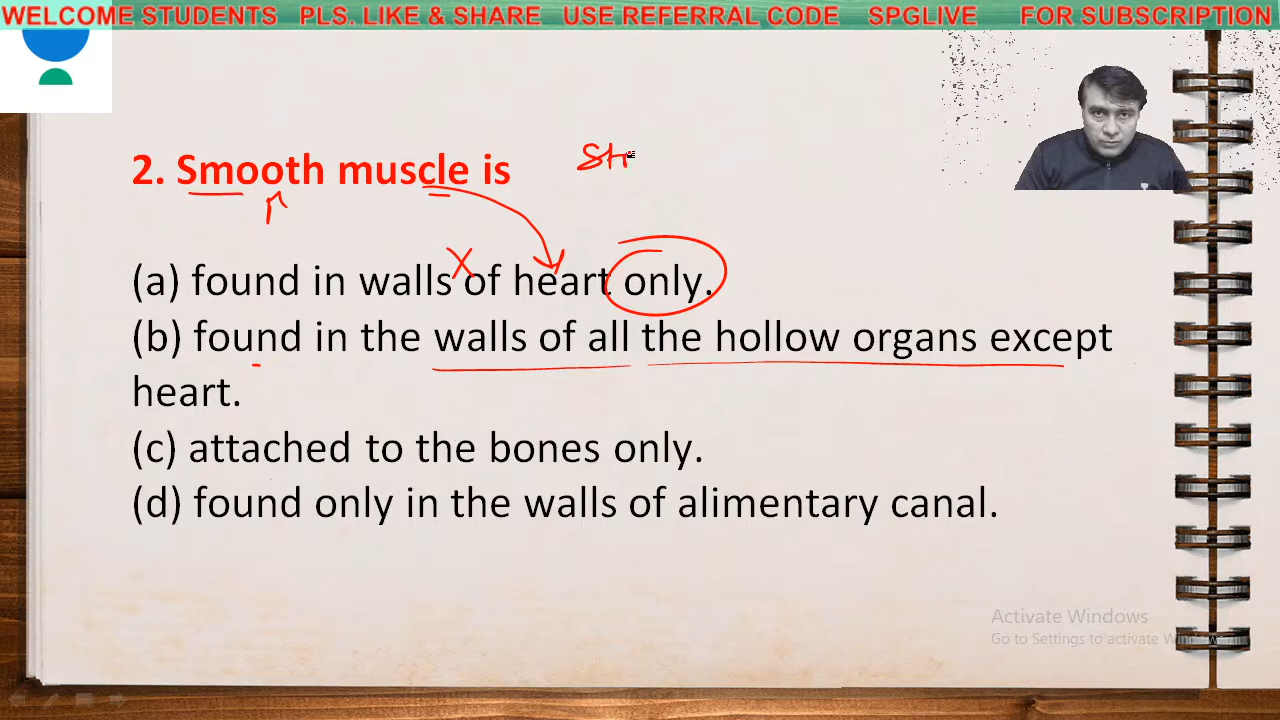 WELCOME STUDENTS PLS. LIKE & SHARE USE REFERRAL CODE SPGLIVE FOR SUBSCRIPTION
2. Smooth muscle is
Str
(a) found in walls of heart only.
(b) found in the walls of all the hollow organs except
heart.
(c) attached to the bones only.
(d) found only in the walls of alimentary canal.
Activate Windows
Go to Settings to activate Windows.